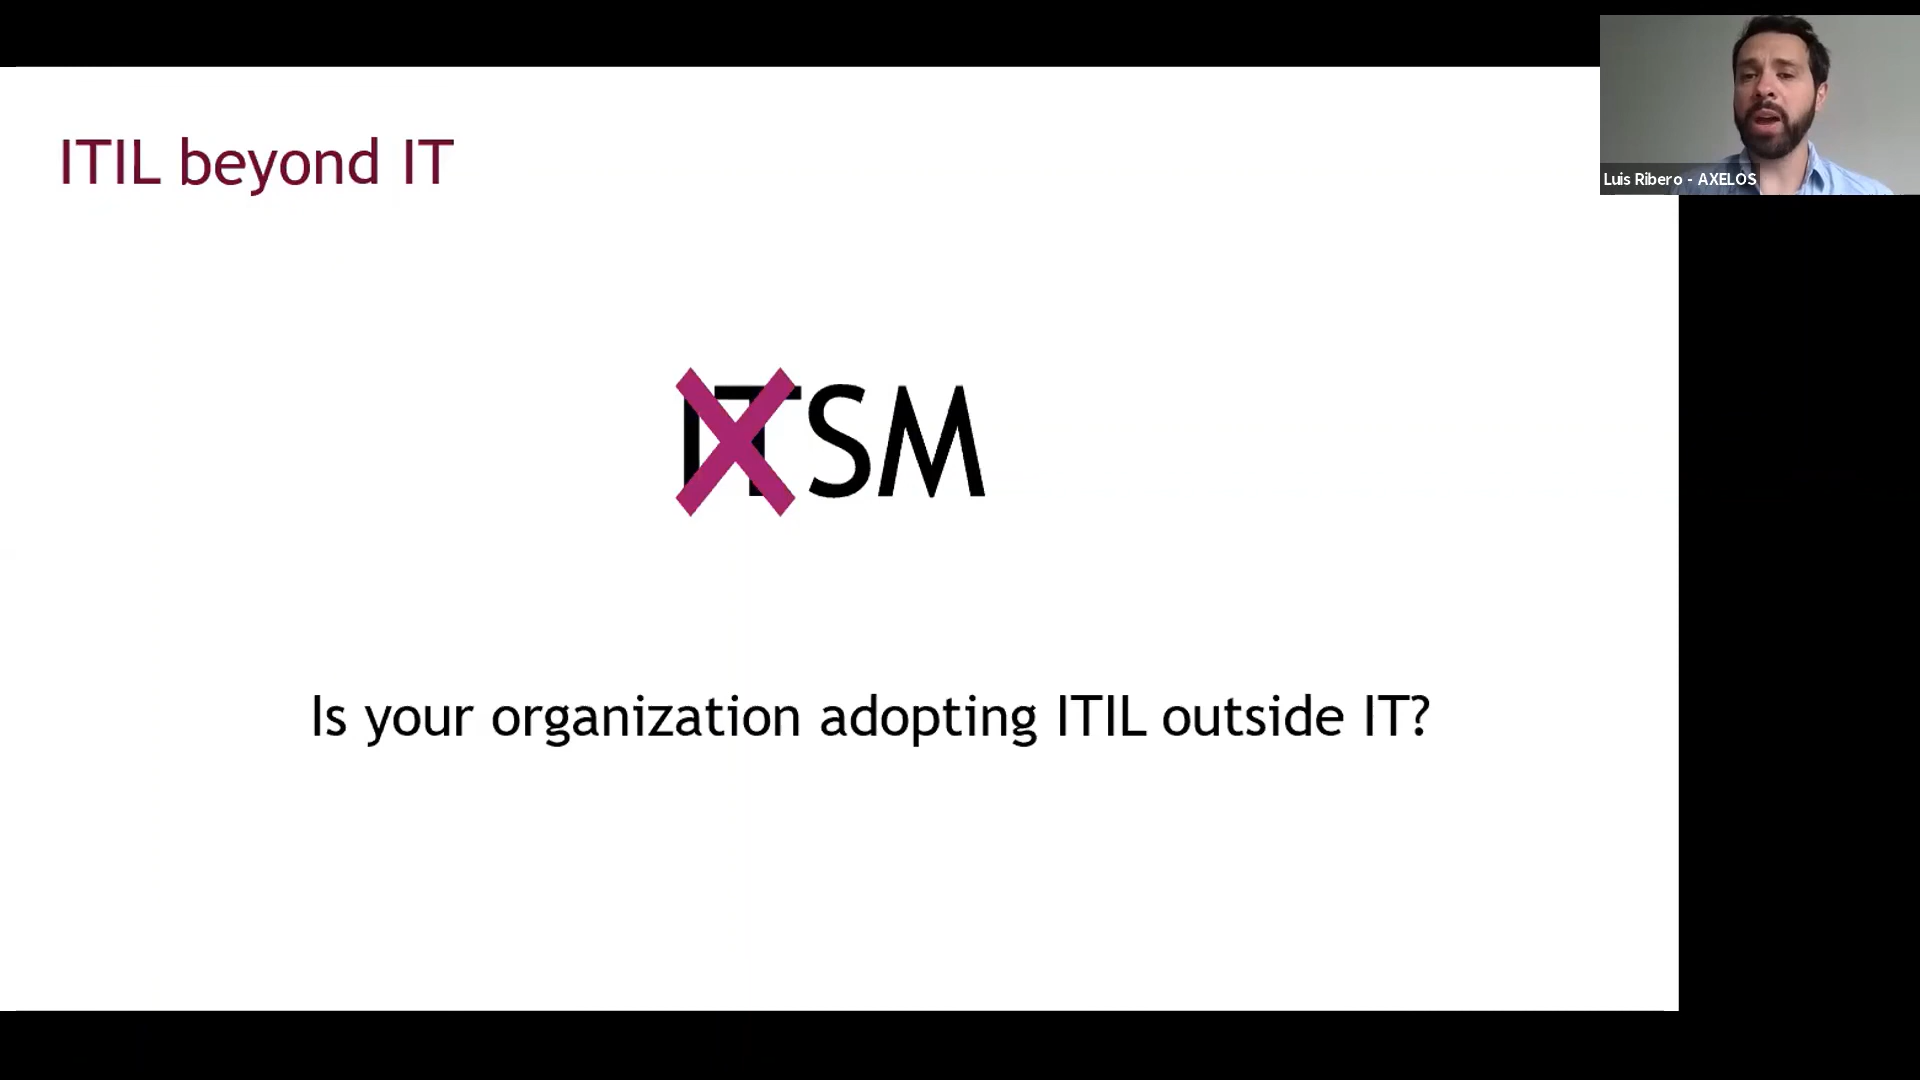 ITIL beyond IT
Luis Ribero - AXELOS
ITSM
Is your organization adopting ITIL outside IT?